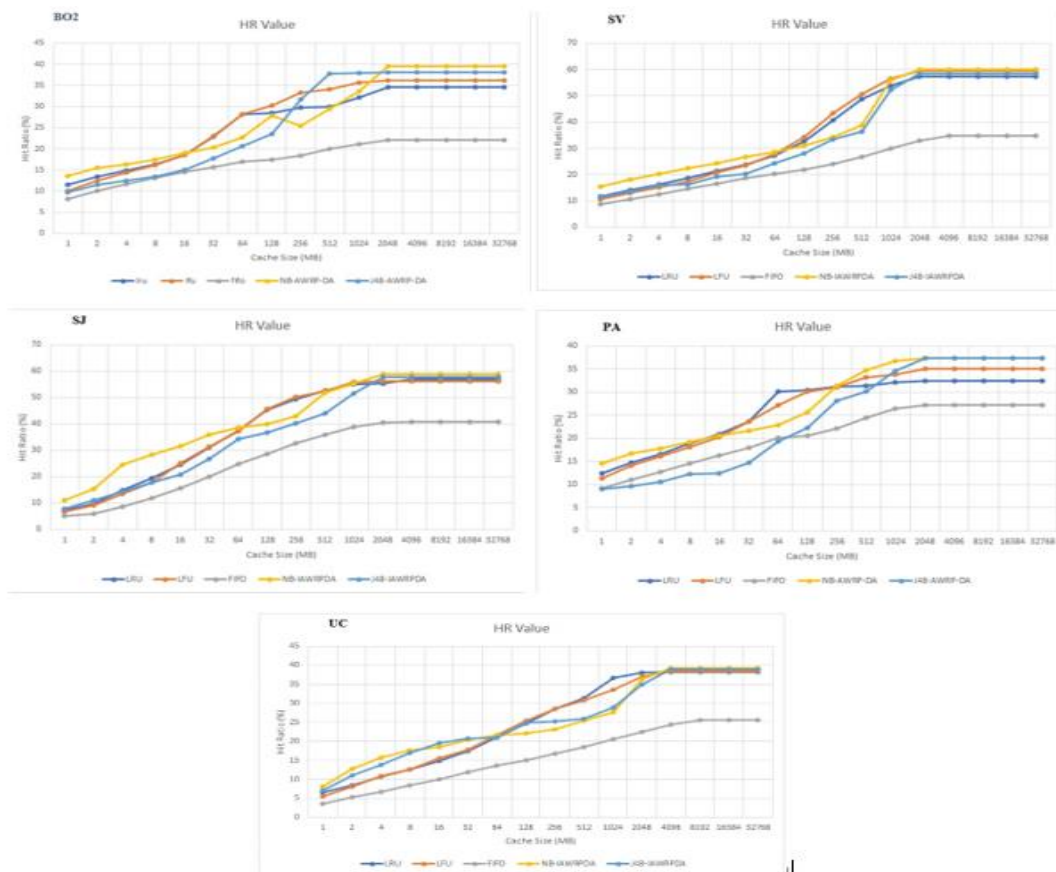 BO2
HR Value
45
40
35
30
25
20
15
10
5
0
Hit Ratio (%)
1 2 4 8 16 32 64 128 256 512 1024 2048 4096 8192 16384 32768
Cache Size (MB)
NB-AWRP-DA J48-AWRP-DA
SV
HR Value
70
60
50
40
30
20
10
0
Hit Ratio (%)
1 2 4 8 16 32 64 128 256 512 1024 2048 4096 8192 16384 32768
Cache Size (MB)
LRU LFU FIFO NB-IAWRPDA J48-IAWRPDA
SJ
HR Value
70
60
50
40
30
20
10
0
Hit Ratio (%)
1 2 4 8 16 32 64 128 256 512 1024 2048 4096 8192 16384 32768
Cache Size (MB)
LRU LFU FIFO NB-IAWRPDA J48-IAWRPDA
PA
HR Value
40
35
30
25
20
15
10
5
0
Hit Ratio (%)
1 2 4 8 16 32 64 128 256 512 1024 2048 4096 8192 16384 32768
Cache Size (MB)
LRU LFU FIFO NB-AWRP-DA J48-AWRP-DA
UC
HR Value
45
40
35
30
25
20
15
10
5
0
Hit Ratio (%)
1 2 4 8 16 32 64 128 256 512 1024 2048 4096 8192 16384 32768
Cache Size (MB)
LRU LFU FIFO NB-IAWRPDA J48-IAWRPDA